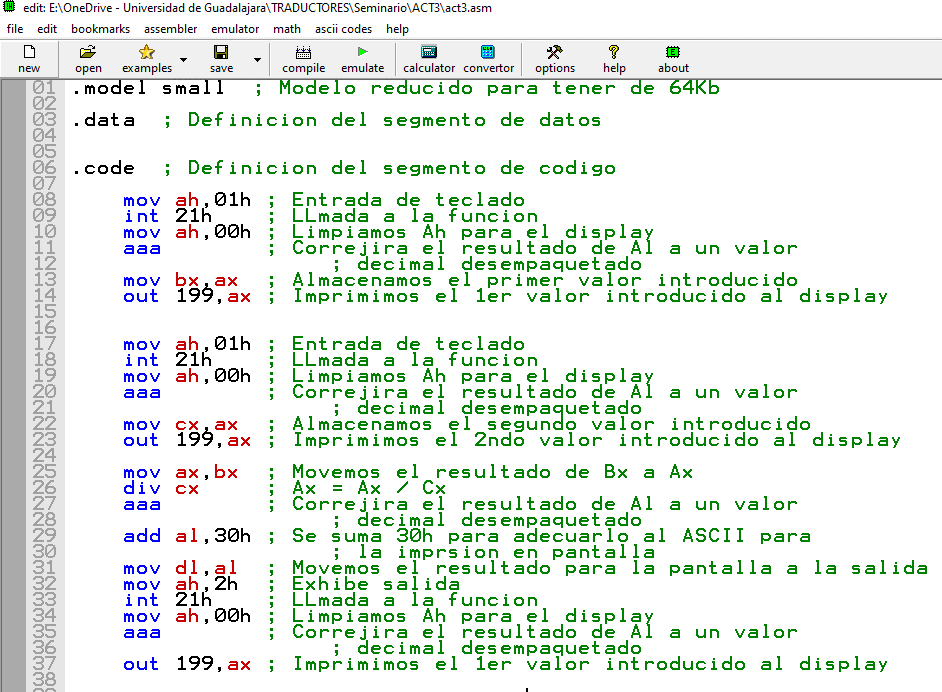 edit: E:\OneDrive - Universidad de Guadalajara\TRADUCTORES\Seminario\ACT3\act3.asm
file edit bookmarks assembler emulator math ascii codes help
new open examples save compile emulate calculator convertor options help about
01 .model small ; Modelo reducido para tener de 64Kb
02
03 .data ; Definicion del segmento de datos
04
05
06 .code ; Definicion del segmento de codigo
07
08 mov ah,01h ; Entrada de teclado
09 int 21h ; LLmada a la funcion
10 mov ah,00h ; Limpiamos Ah para el display
11 aaa ; Correjira el resultado de Al a un valor
12 ; decimal desempaquetado
13 mov bx,ax ; Almacenamos el primer valor introducido
14 out 199,ax ; Imprimimos el 1er valor introducido al display
15
16
17 mov ah,01h ; Entrada de teclado
18 int 21h ; LLmada a la funcion
19 mov ah,00h ; Limpiamos Ah para el display
20 aaa ; Correjira el resultado de Al a un valor
21 ; decimal desempaquetado
22 mov cx,ax ; Almacenamos el segundo valor introducido
23 out 199,ax ; Imprimimos el 2ndo valor introducido al display
24
25 mov ax,bx ; Movemos el resultado de Bx a Ax
26 div cx ; Ax = Ax / Cx
27 aaa ; Correjira el resultado de Al a un valor
28 ; decimal desempaquetado
29 add al,30h ; Se suma 30h para adecuarlo al ASCII para
30 ; la imprsion en pantalla
31 mov dl,al ; Movemos el resultado para la pantalla a la salida
32 mov ah,2h ; Exhibe salida
33 int 21h ; LLmada a la funcion
34 mov ah,00h ; Limpiamos Ah para el display
35 aaa ; Correjira el resultado de Al a un valor
36 ; decimal desempaquetado
37 out 199,ax ; Imprimimos el 1er valor introducido al display
38